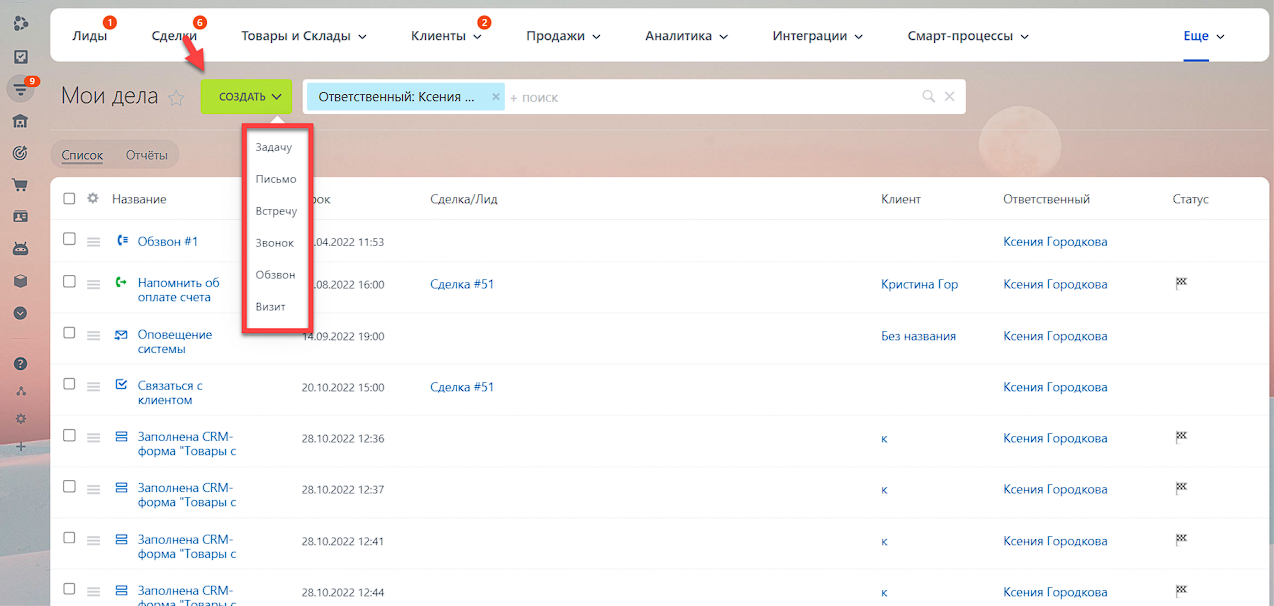 1
6
2
Лиды
Сделки
Товары и Склады
Клиенты
Продажи
Аналитика
Интеграции
Смарт-процессы
Еще
9
Мои дела
СОЗДАТЬ
Ответственный: Ксения ...
+ поиск
Список
Отчёты
Задачу
Письмо
Встречу
Звонок
Обзвон
Визит
Название
Сделка/Лид
Клиент
Ответственный
Статус
Обзвон #1
.04.2022 11:53
Ксения Городкова
Напомнить об
оплате счета
.08.2022 16:00
Сделка #51
Кристина Гор
Ксения Городкова
Оповещение
системы
14.09.2022 19:00
Без названия
Ксения Городкова
Связаться с
клиентом
20.10.2022 15:00
Сделка #51
Ксения Городкова
Заполнена CRM-
форма "Товары с
28.10.2022 12:36
к
Ксения Городкова
Заполнена CRM-
форма "Товары с
28.10.2022 12:37
к
Ксения Городкова
Заполнена CRM-
форма "Товары с
28.10.2022 12:41
к
Ксения Городкова
Заполнена CRM-
форма "Товары с
28.10.2022 12:44
к
Ксения Городкова